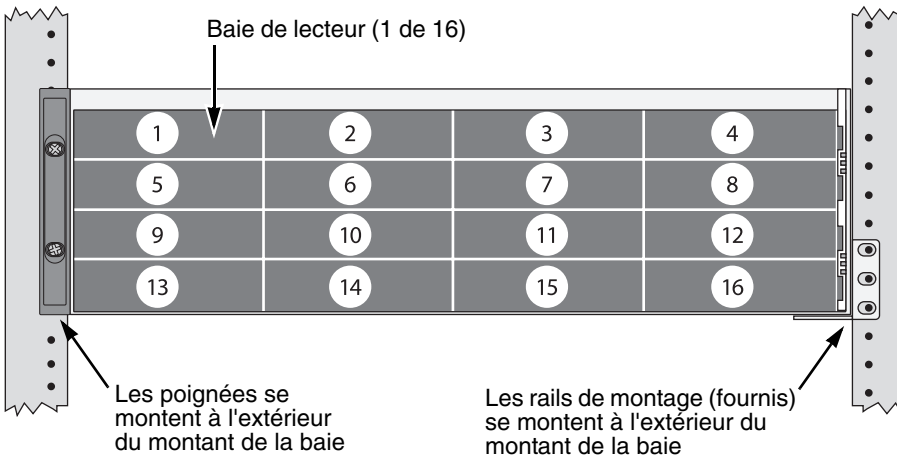 Baie de lecteur (1 de 16)
1 2 3 4
5 6 7 8
9 10 11 12
13 14 15 16
Les poignées se
montent à l'extérieur
du montant de la baie
Les rails de montage (fournis)
se montent à l'extérieur du
montant de la baie